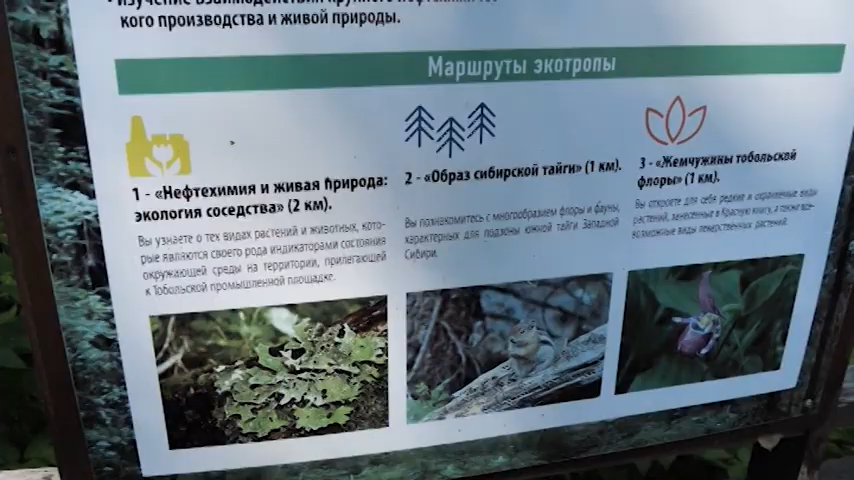 • Изучение взаимодействия крупного
кого производства и живой природы.
Маршруты экотропы
1 - «Нефтехимия и живая природа:
экология соседства» (2 км).
Вы узнаете о тех видах растений и животных, кото-
рые являются своего рода индикаторами состояния
окружающей среды на территории, прилегающей
к Тобольской промышленной площадке.
2 - «Образ сибирской тайги» (1 км).
Вы познакомитесь с многообразием флоры и фауны,
характерных для подзоны южной тайги Западной
Сибири.
3 - «Жемчужины тобольской
флоры» (1 км).
Вы откроете для себя редкие и охраняемые виды
растений, занесенные в Красную книгу, а также все-
возможные виды лекарственных растений.